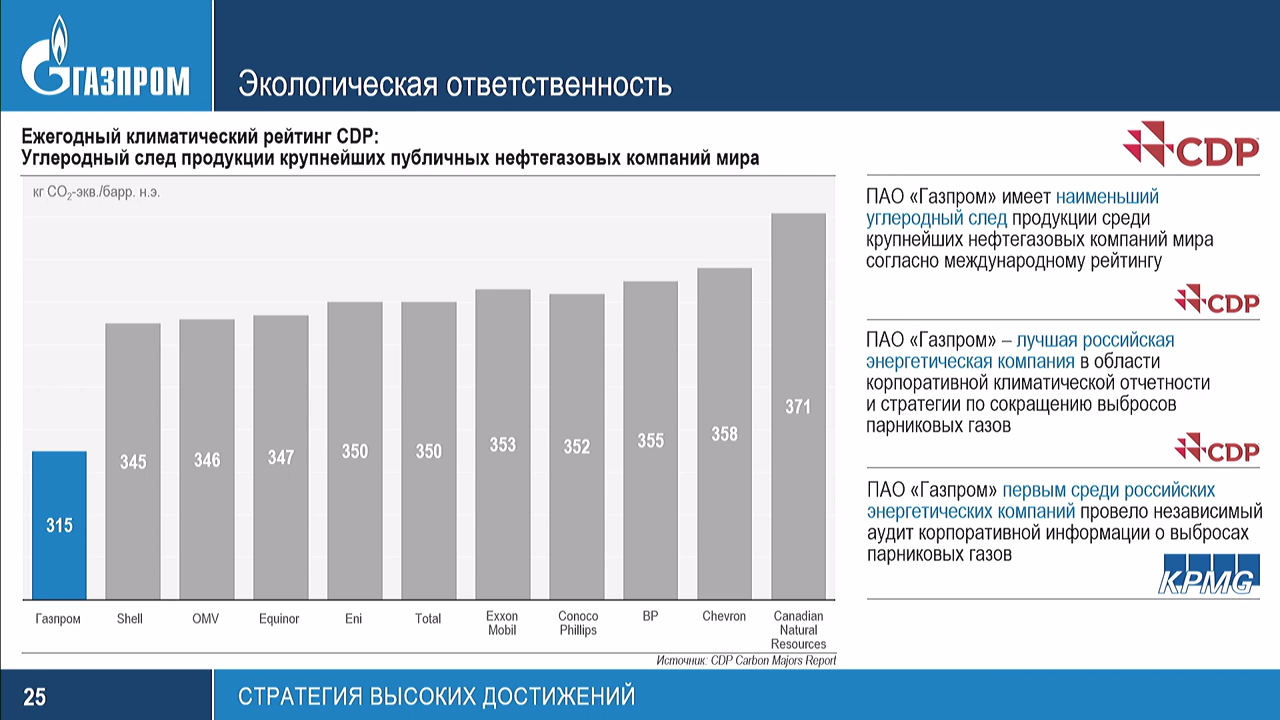 ГАЗПРОМ
Экологическая ответственность
Ежегодный климатический рейтинг CDP:
Углеродный след продукции крупнейших публичных нефтегазовых компаний мира
кг CO₂-экв./барр. н.э.
315
345
346
347
350
350
353
352
355
358
371
Газпром
Shell
OMV
Equinor
Eni
Total
Exxon
Mobil
Conoco
Phillips
BP
Chevron
Canadian
Natural
Resources
Источник: CDP Carbon Majors Report
CDP
ПАО «Газпром» имеет наименьший
углеродный след продукции среди
крупнейших нефтегазовых компаний мира
согласно международному рейтингу
CDP
ПАО «Газпром» – лучшая российская
энергетическая компания в области
корпоративной климатической отчетности
и стратегии по сокращению выбросов
парниковых газов
CDP
ПАО «Газпром» первым среди российских
энергетических компаний провело независимый
аудит корпоративной информации о выбросах
парниковых газов
KPMG
25
СТРАТЕГИЯ ВЫСОКИХ ДОСТИЖЕНИЙ